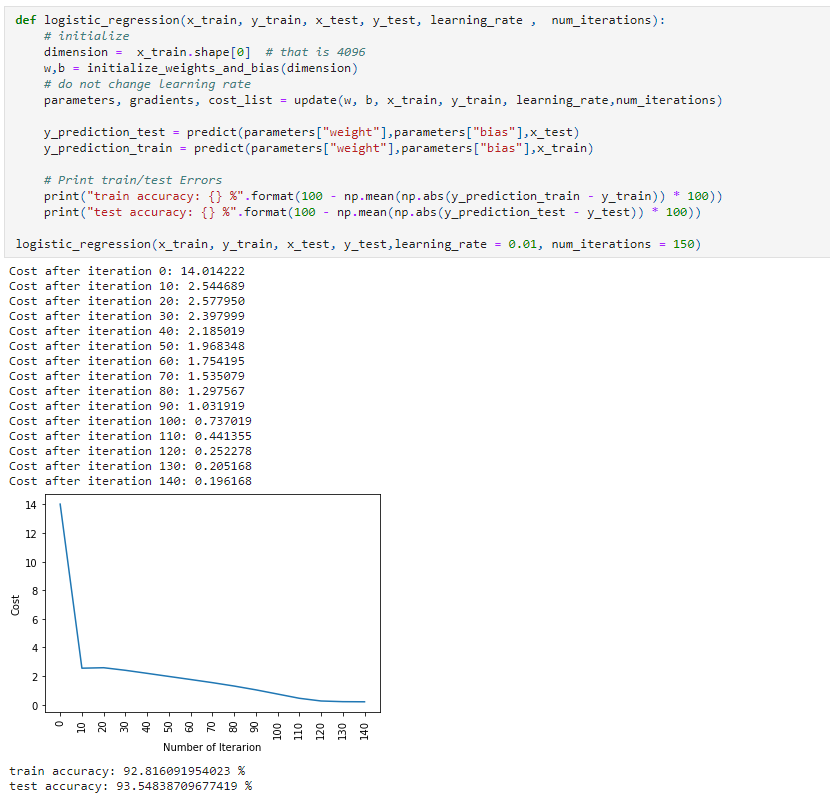 def logistic_regression(x_train, y_train, x_test, y_test, learning_rate ,  num_iterations):
    # initialize
    dimension =  x_train.shape[0]  # that is 4096
    w,b = initialize_weights_and_bias(dimension)
    # do not change learning rate
    parameters, gradients, cost_list = update(w, b, x_train, y_train, learning_rate,num_iterations)
    y_prediction_test = predict(parameters["weight"],parameters["bias"],x_test)
    y_prediction_train = predict(parameters["weight"],parameters["bias"],x_train)
    # Print train/test Errors
    print("train accuracy: {} %".format(100 - np.mean(np.abs(y_prediction_train - y_train)) * 100))
    print("test accuracy: {} %".format(100 - np.mean(np.abs(y_prediction_test - y_test)) * 100))
logistic_regression(x_train, y_train, x_test, y_test,learning_rate = 0.01, num_iterations = 150)
Cost after iteration 0: 14.014222
Cost after iteration 10: 2.544689
Cost after iteration 20: 2.577950
Cost after iteration 30: 2.397999
Cost after iteration 40: 2.185019
Cost after iteration 50: 1.968348
Cost after iteration 60: 1.754195
Cost after iteration 70: 1.535079
Cost after iteration 80: 1.297567
Cost after iteration 90: 1.031919
Cost after iteration 100: 0.737019
Cost after iteration 110: 0.441355
Cost after iteration 120: 0.252278
Cost after iteration 130: 0.205168
Cost after iteration 140: 0.196168
14
12
10
8
6
4
2
0
Cost
0 10 20 30 40 50 60 70 80 90 100 110 120 130 140
Number of Iterarion
train accuracy: 92.816091954023 %
test accuracy: 93.54838709677419 %